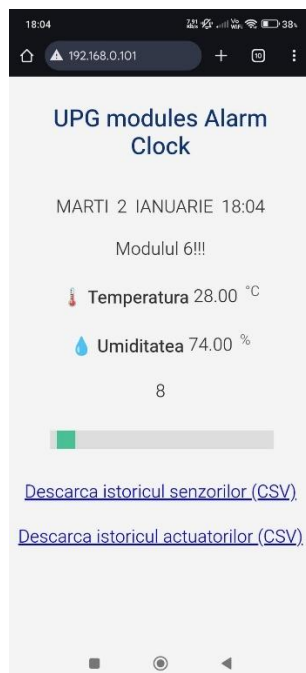 18:04
38%
192.168.0.101
10
UPG modules Alarm
Clock
MARTI 2 IANUARIE 18:04
Modulul 6!!!
Temperatura 28.00 °C
Umiditatea 74.00 %
8
Descarca istoricul senzorilor (CSV)
Descarca istoricul actuatorilor (CSV)